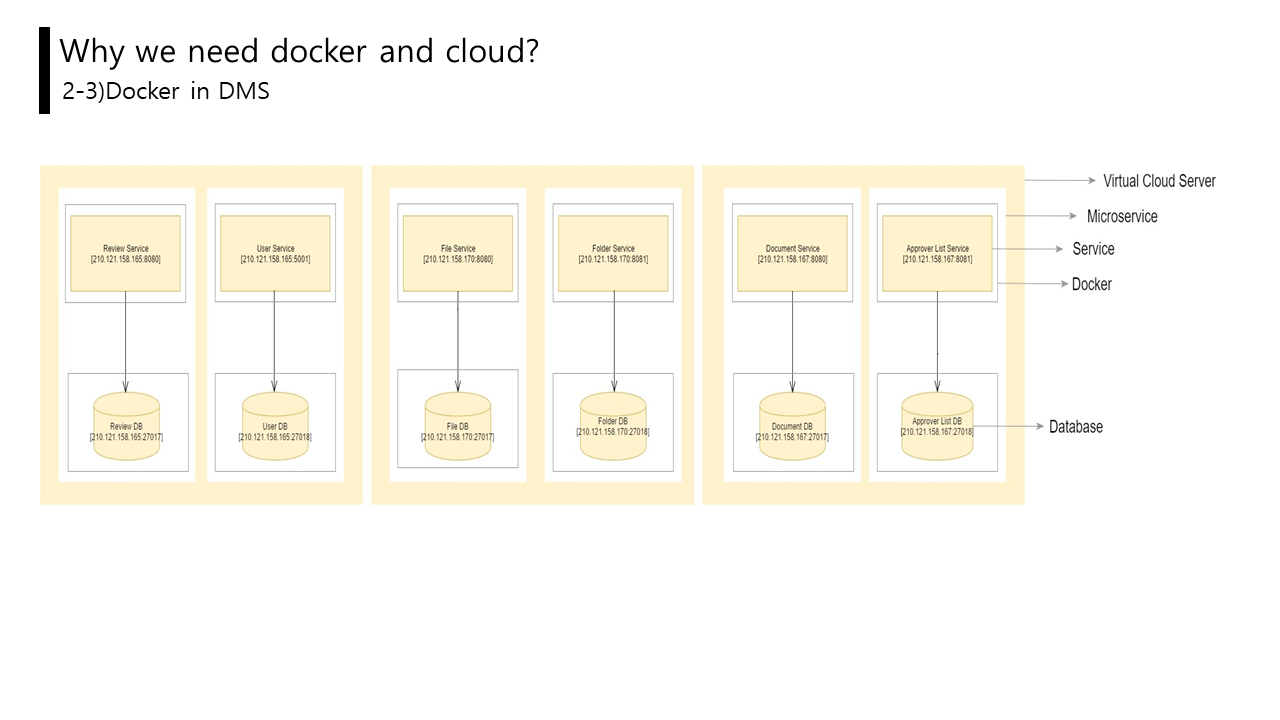 Why we need docker and cloud?
2-3)Docker in DMS
Virtual Cloud Server
Microservice
Service
Docker
Database
Review Service
[210.121.158.165:8080]
User Service
[210.121.158.165:5001]
File Service
[210.121.158.170:8080]
Folder Service
[210.121.158.170:8081]
Document Service
[210.121.158.167:8080]
Approver List Service
[210.121.158.167:8081]
Review DB
[210.121.158.165:27017]
User DB
[210.121.158.165:27018]
File DB
[210.121.158.170:27017]
Folder DB
[210.121.158.170:27018]
Document DB
[210.121.158.167:27017]
Approver List DB
[210.121.158.167:27018]